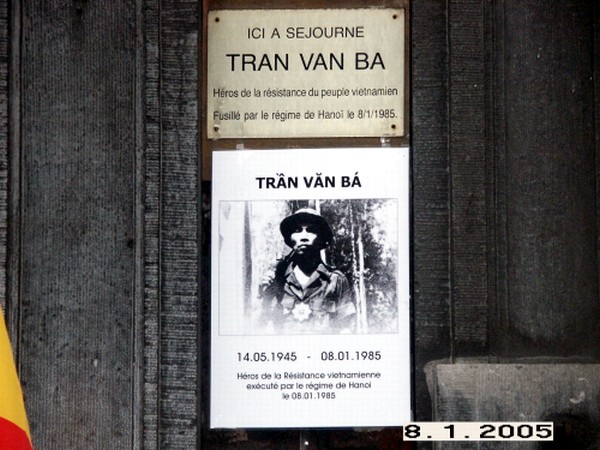 ICI A SEJOURNE
TRAN VAN BA
Héros de la résistance du peuple vietnamien
Fusillé par le régime de Hanoï le 8/1/1985.
TRẦN VĂN BÁ
14.05.1945 - 08.01.1985
Héros de la Résistance vietnamienne
exécuté par le régime de Hanoi
le 08.01.1985
8.1.2005